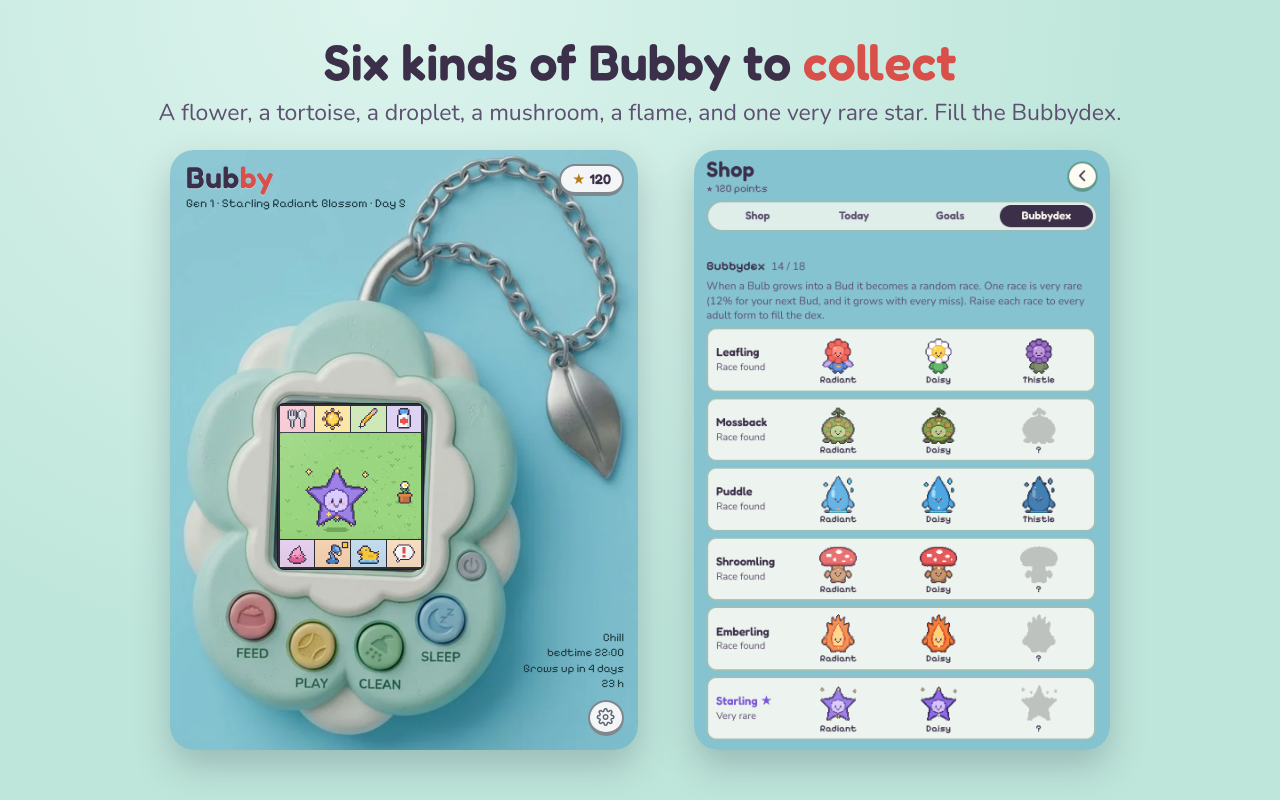 Six kinds of Bubby to collect
A flower, a tortoise, a droplet, a mushroom, a flame, and one very rare star. Fill the Bubbydex.
Bubby
★ 120
Gen 1 · Starling Radiant Blossom · Day 5
FEED
PLAY
CLEAN
SLEEP
Chill
bedtime 22:00
Grows up in 4 days
23 h
Shop
★ 120 points
Shop
Today
Goals
Bubbydex
Bubbydex 14 / 18
When a Bulb grows into a Bud it becomes a random race. One race is very rare
(12% for your next Bud, and it grows with every miss). Raise each race to every
adult form to fill the dex.
Leafling
Race found
Radiant
Daisy
Thistle
Mossback
Race found
Radiant
Daisy
?
Puddle
Race found
Radiant
Daisy
Thistle
Shroomling
Race found
Radiant
Daisy
?
Emberling
Race found
Radiant
Daisy
?
Starling ★
Very rare
Radiant
Daisy
?